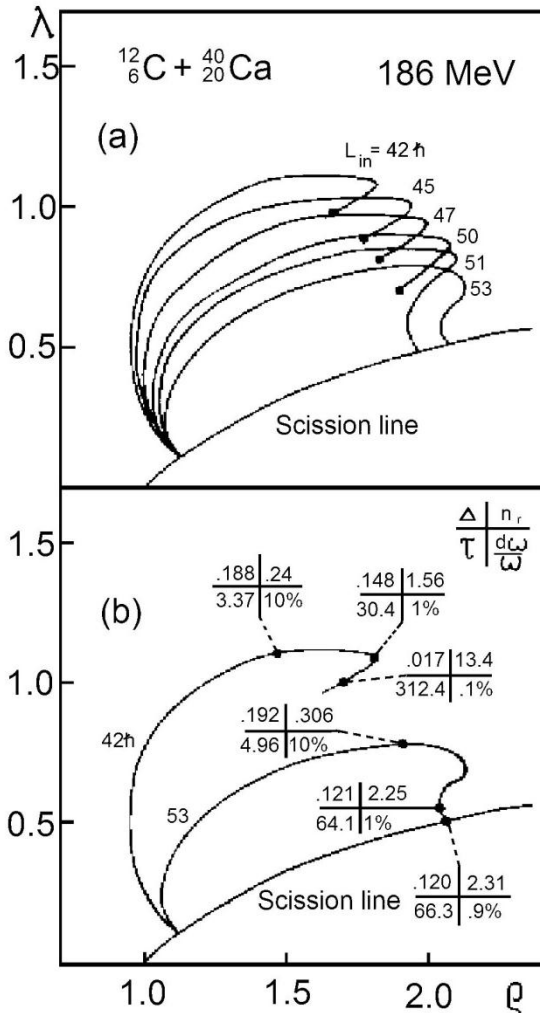 λ
1.5
1.0
0.5
¹²₆C + ⁴⁰₂₀Ca
186 MeV
(a)
L_in = 42ħ
45
47
50
51
53
Scission line
1.5
1.0
0.5
Δ | n_r
τ | dω/ω
(b)
.188 | .24
3.37 | 10%
.148 | 1.56
30.4 | 1%
.017 | 13.4
312.4 | .1%
.192 | .306
4.96 | 10%
42ħ
53
.121 | 2.25
64.1 | 1%
.120 | 2.31
66.3 | .9%
Scission line
1.0
1.5
2.0
ϱ